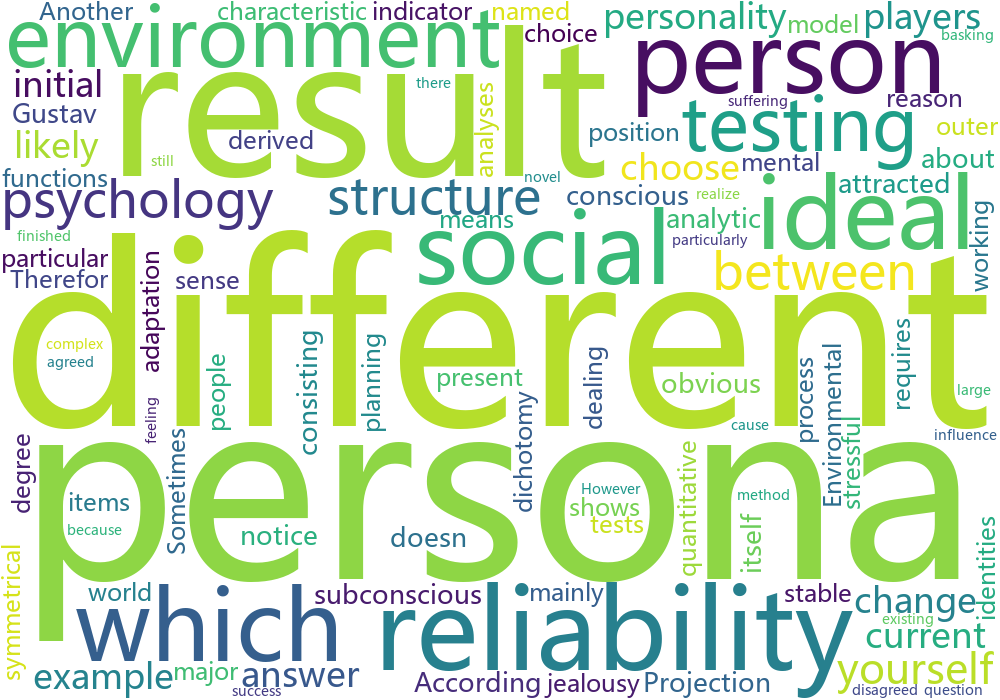 Another
characteristic
indicator
named
personality
model
players
basking
environment
choice
result
person
there
initial
Gustav
likely
derived
still
analyses
suffering
reason
testing
position
outer
choose
mental
about
functions
psychology
structure
novel
conscious
realize
attracted
ideal
means
social
analytic
particularly
working
finished
particular
Therefor
adaptation
sense
between
different
complex
agreed
people
consisting
planning
present
dealing
obvious
process
Environmental
requires
large
feeling
dichotomy
cause
stressful
influence
degree
Sometimes
persona
items
because
notice
doesn
However
shows
tests
quantitative
method
itself
identities
symmetrical
world
which
subconscious
reliability
mainly
stable
change
existing
current
example
major
answer
success
According
jealousy
Projection
yourself
disagreed
question